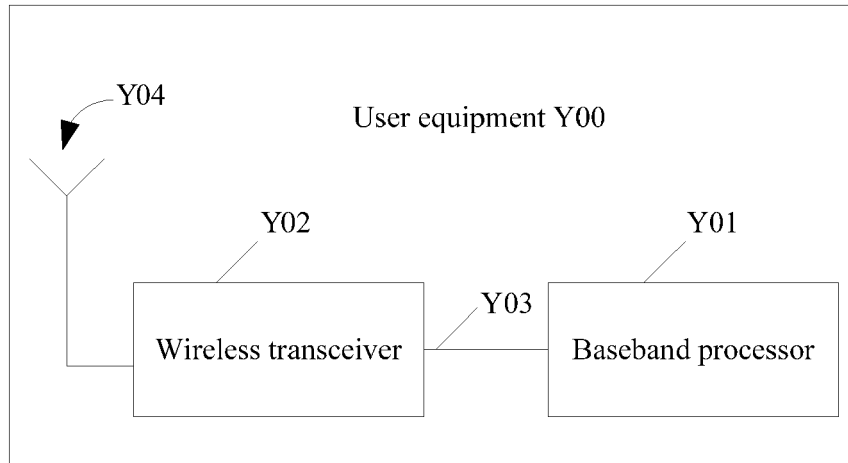 Y04
User equipment Y00
Y02
Y01
Y03
Wireless transceiver
Baseband processor